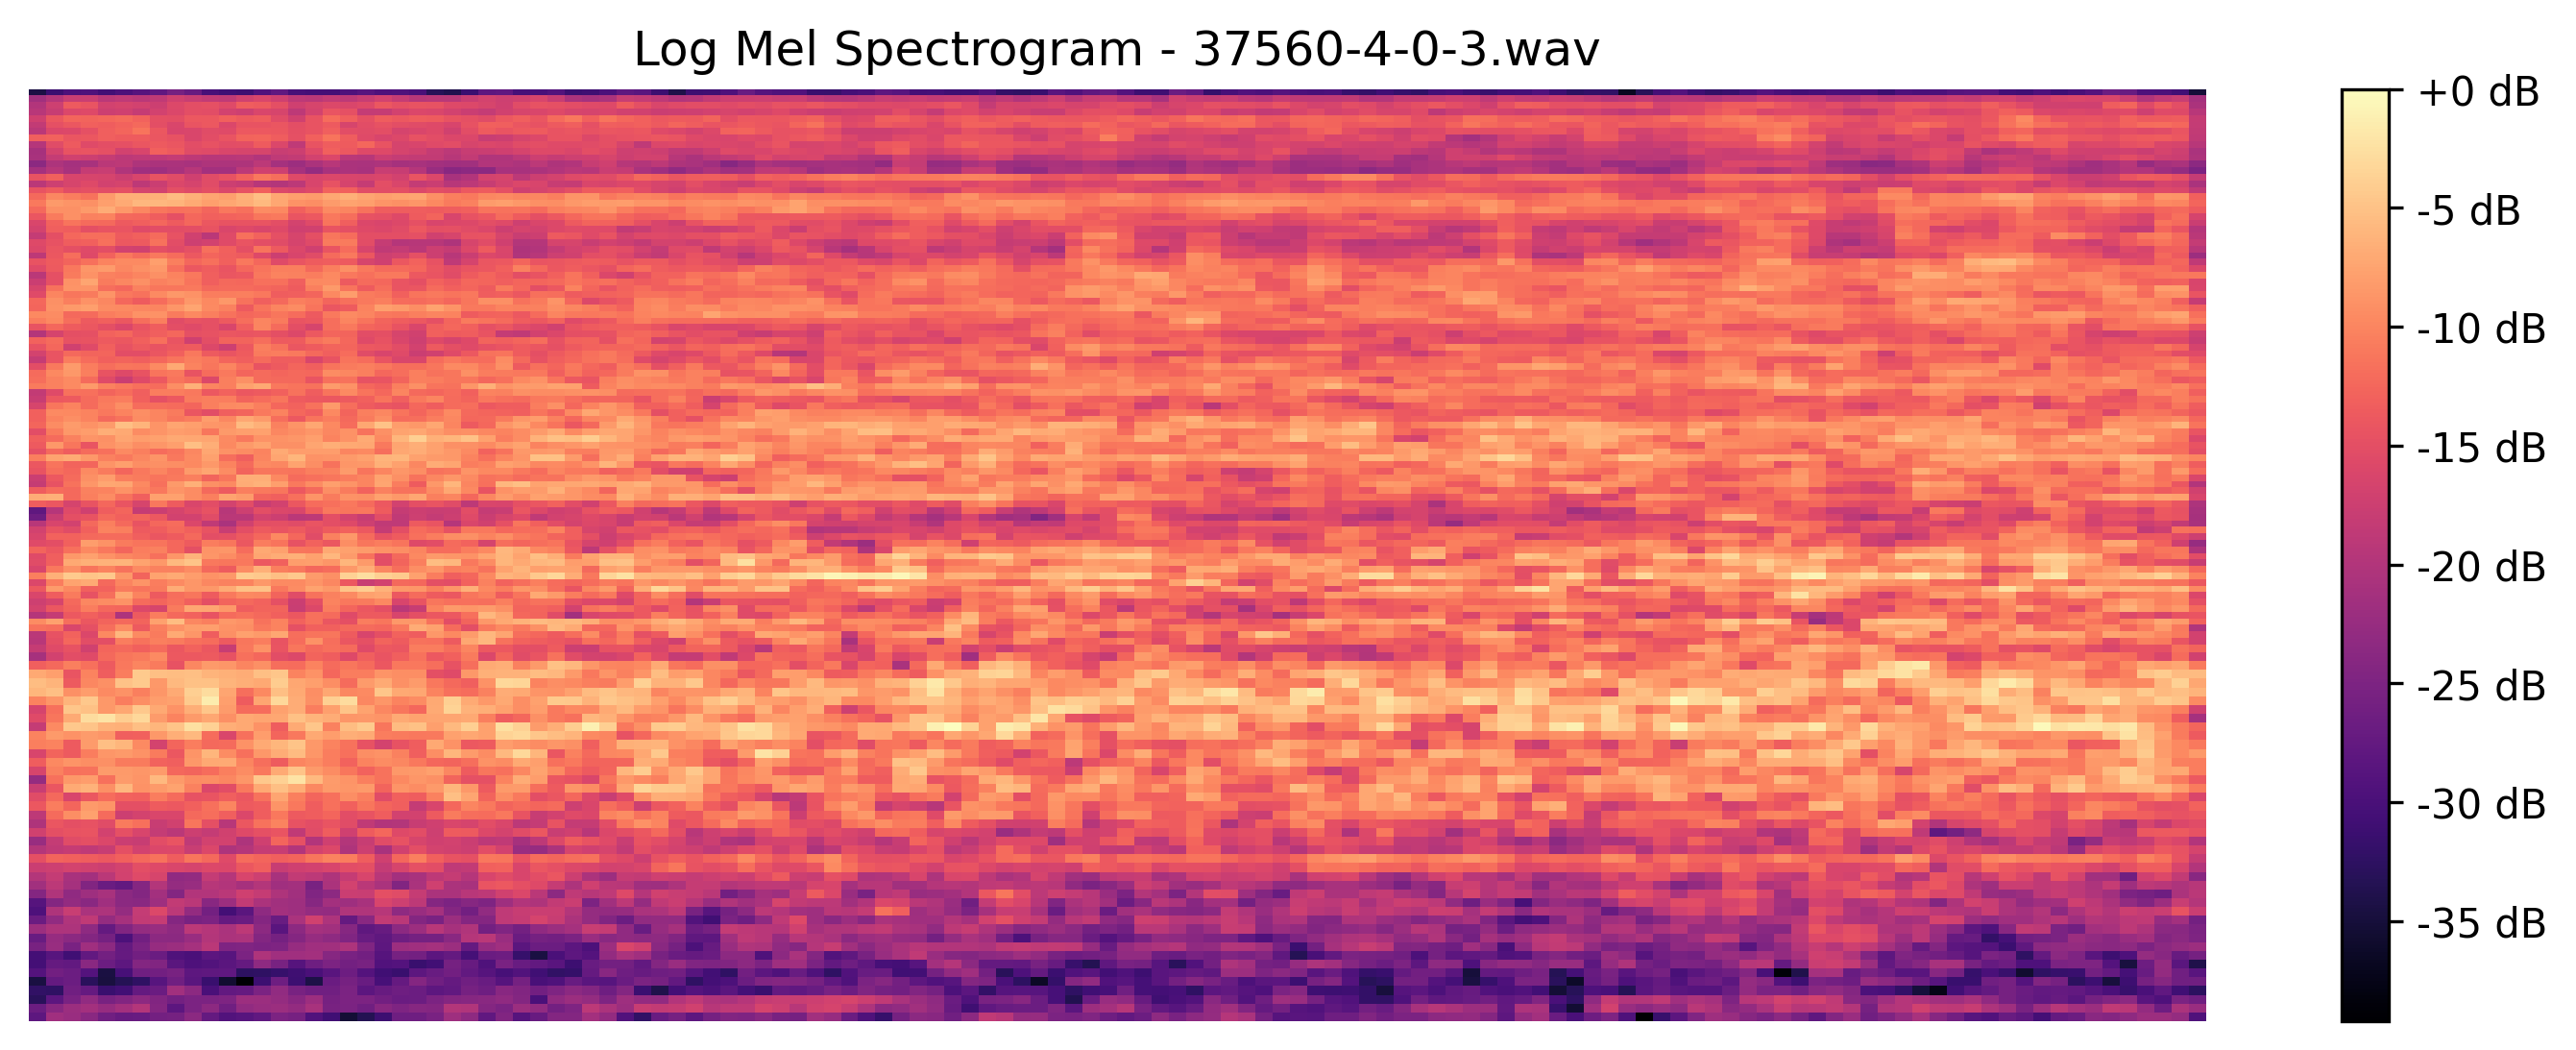 Log Mel Spectrogram - 37560-4-0-3.wav
+0 dB
-5 dB
-10 dB
-15 dB
-20 dB
-25 dB
-30 dB
-35 dB